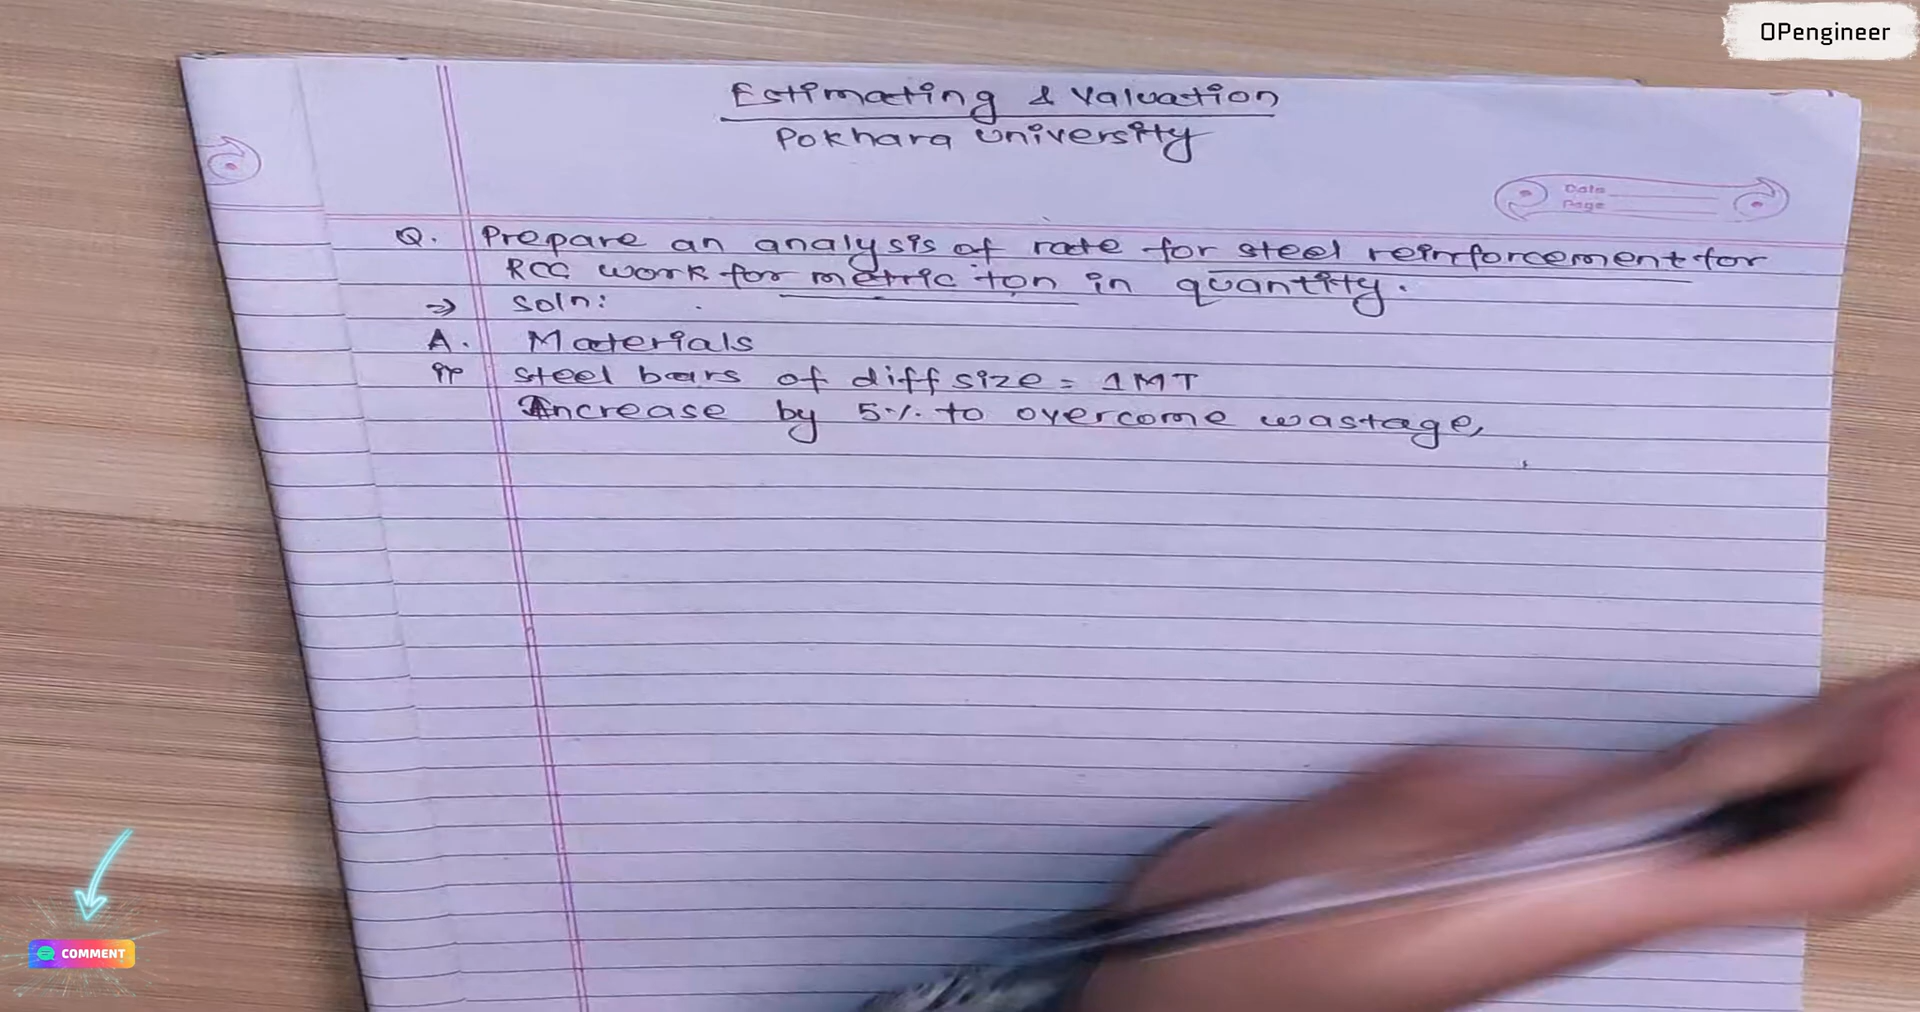 OPengineer
Estimating & Valuation
Pokhara University
Date
Page
Q. Prepare an analysis of rate for steel reinforcement for
RCC work for metric ton in quantity.
⇒ Soln:
A. Materials
steel bars of diff size = 1MT
Increase by 5% to overcome wastage,
COMMENT